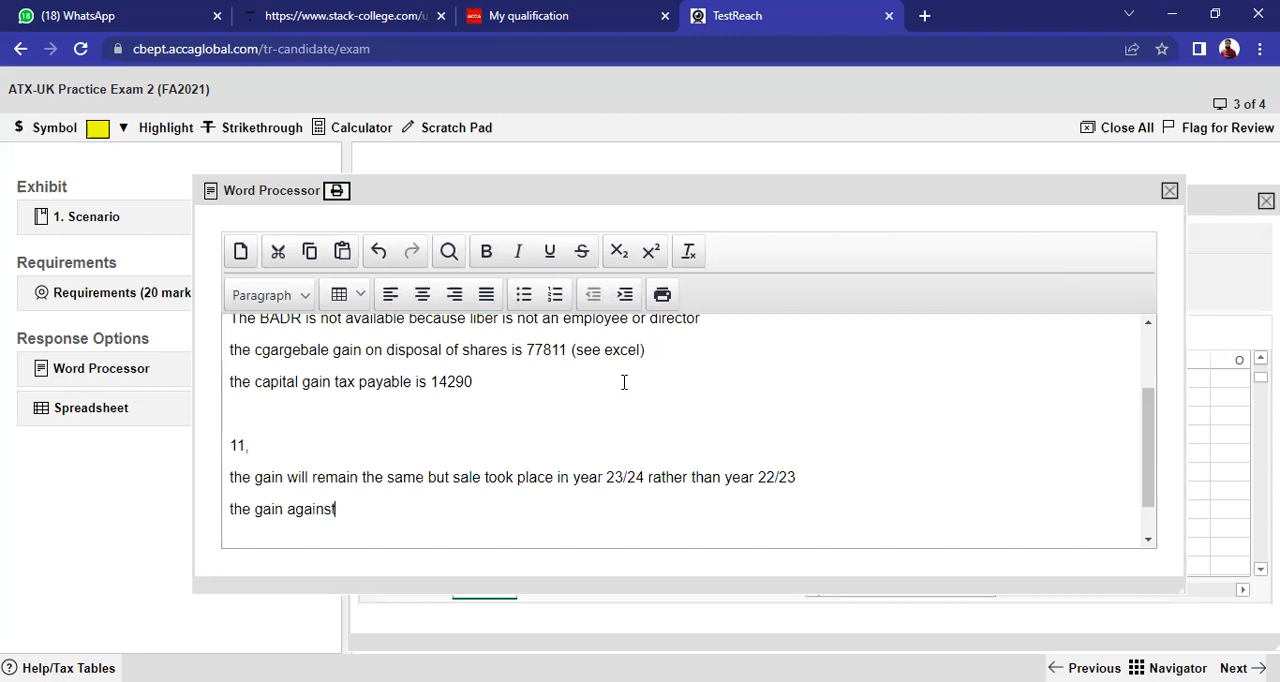 18
(18) WhatsApp
https://www.stack-college.com/u
ACCA
My qualification
TestReach
cbept.accaglobal.com/tr-candidate/exam
ATX-UK Practice Exam 2 (FA2021)
3 of 4
$ Symbol
Highlight
Strikethrough
Calculator
Scratch Pad
Close All
Flag for Review
Exhibit
1. Scenario
Requirements
Requirements (20 mark
Response Options
Word Processor
Spreadsheet
Word Processor
Paragraph
The BADR is not available because liber is not an employee or director
the cgargebale gain on disposal of shares is 77811 (see excel)
the capital gain tax payable is 14290
11,
the gain will remain the same but sale took place in year 23/24 rather than year 22/23
the gain against
O
Help/Tax Tables
Previous
Navigator
Next